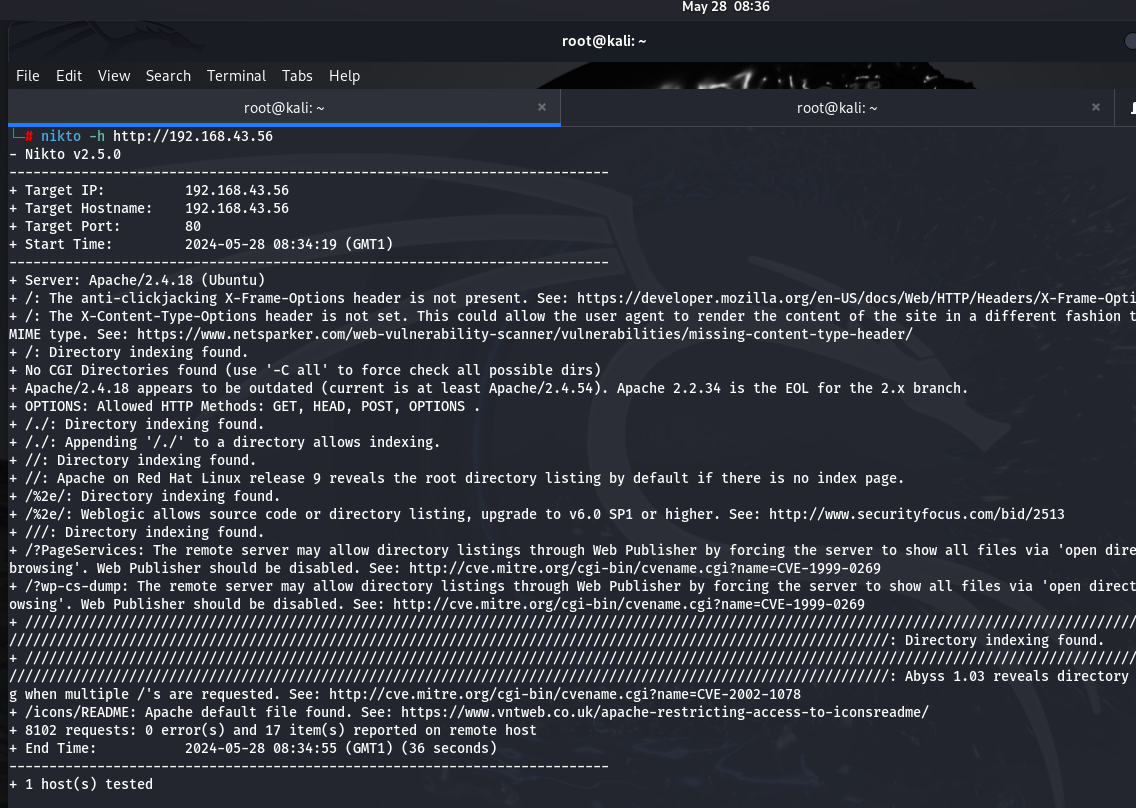 May 28 08:36
root@kali: ~
File Edit View Search Terminal Tabs Help
root@kali: ~ × root@kali: ~ ×
└─# nikto -h http://192.168.43.56
- Nikto v2.5.0
---------------------------------------------------------------------------
+ Target IP: 192.168.43.56
+ Target Hostname: 192.168.43.56
+ Target Port: 80
+ Start Time: 2024-05-28 08:34:19 (GMT1)
---------------------------------------------------------------------------
+ Server: Apache/2.4.18 (Ubuntu)
+ /: The anti-clickjacking X-Frame-Options header is not present. See: https://developer.mozilla.org/en-US/docs/Web/HTTP/Headers/X-Frame-Opti
+ /: The X-Content-Type-Options header is not set. This could allow the user agent to render the content of the site in a different fashion t
MIME type. See: https://www.netsparker.com/web-vulnerability-scanner/vulnerabilities/missing-content-type-header/
+ /: Directory indexing found.
+ No CGI Directories found (use '-C all' to force check all possible dirs)
+ Apache/2.4.18 appears to be outdated (current is at least Apache/2.4.54). Apache 2.2.34 is the EOL for the 2.x branch.
+ OPTIONS: Allowed HTTP Methods: GET, HEAD, POST, OPTIONS .
+ /./: Directory indexing found.
+ /./: Appending '/./' to a directory allows indexing.
+ //: Directory indexing found.
+ //: Apache on Red Hat Linux release 9 reveals the root directory listing by default if there is no index page.
+ /%2e/: Directory indexing found.
+ /%2e/: Weblogic allows source code or directory listing, upgrade to v6.0 SP1 or higher. See: http://www.securityfocus.com/bid/2513
+ ///: Directory indexing found.
+ /?PageServices: The remote server may allow directory listings through Web Publisher by forcing the server to show all files via 'open dire
browsing'. Web Publisher should be disabled. See: http://cve.mitre.org/cgi-bin/cvename.cgi?name=CVE-1999-0269
+ /?wp-cs-dump: The remote server may allow directory listings through Web Publisher by forcing the server to show all files via 'open direct
owsing'. Web Publisher should be disabled. See: http://cve.mitre.org/cgi-bin/cvename.cgi?name=CVE-1999-0269
+ ///////////////////////////////////////////////////////////////////////////////////////////////////////////////////////////////////////////
//////////////////////////////////////////////////////////////////////////////////////////////////////////////: Directory indexing found.
+ ///////////////////////////////////////////////////////////////////////////////////////////////////////////////////////////////////////////
//////////////////////////////////////////////////////////////////////////////////////////////////////////////: Abyss 1.03 reveals directory
g when multiple /'s are requested. See: http://cve.mitre.org/cgi-bin/cvename.cgi?name=CVE-2002-1078
+ /icons/README: Apache default file found. See: https://www.vntweb.co.uk/apache-restricting-access-to-iconsreadme/
+ 8102 requests: 0 error(s) and 17 item(s) reported on remote host
+ End Time: 2024-05-28 08:34:55 (GMT1) (36 seconds)
---------------------------------------------------------------------------
+ 1 host(s) tested